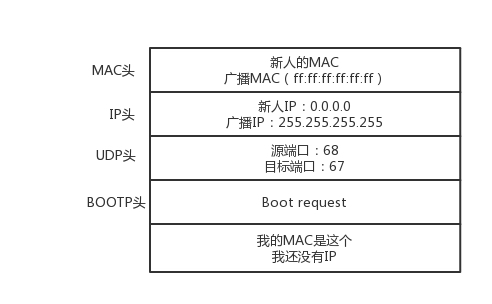 MAC头
新人的MAC
广播MAC（ff:ff:ff:ff:ff:ff）
IP头
新人IP：0.0.0.0
广播IP：255.255.255.255
UDP头
源端口：68
目标端口：67
BOOTP头
Boot request
我的MAC是这个
我还没有IP